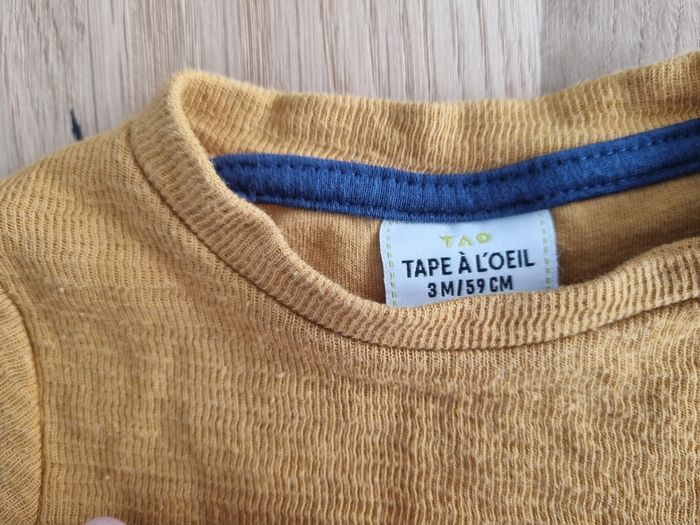 TAO
TAPE À L'OEIL
3M/59CM